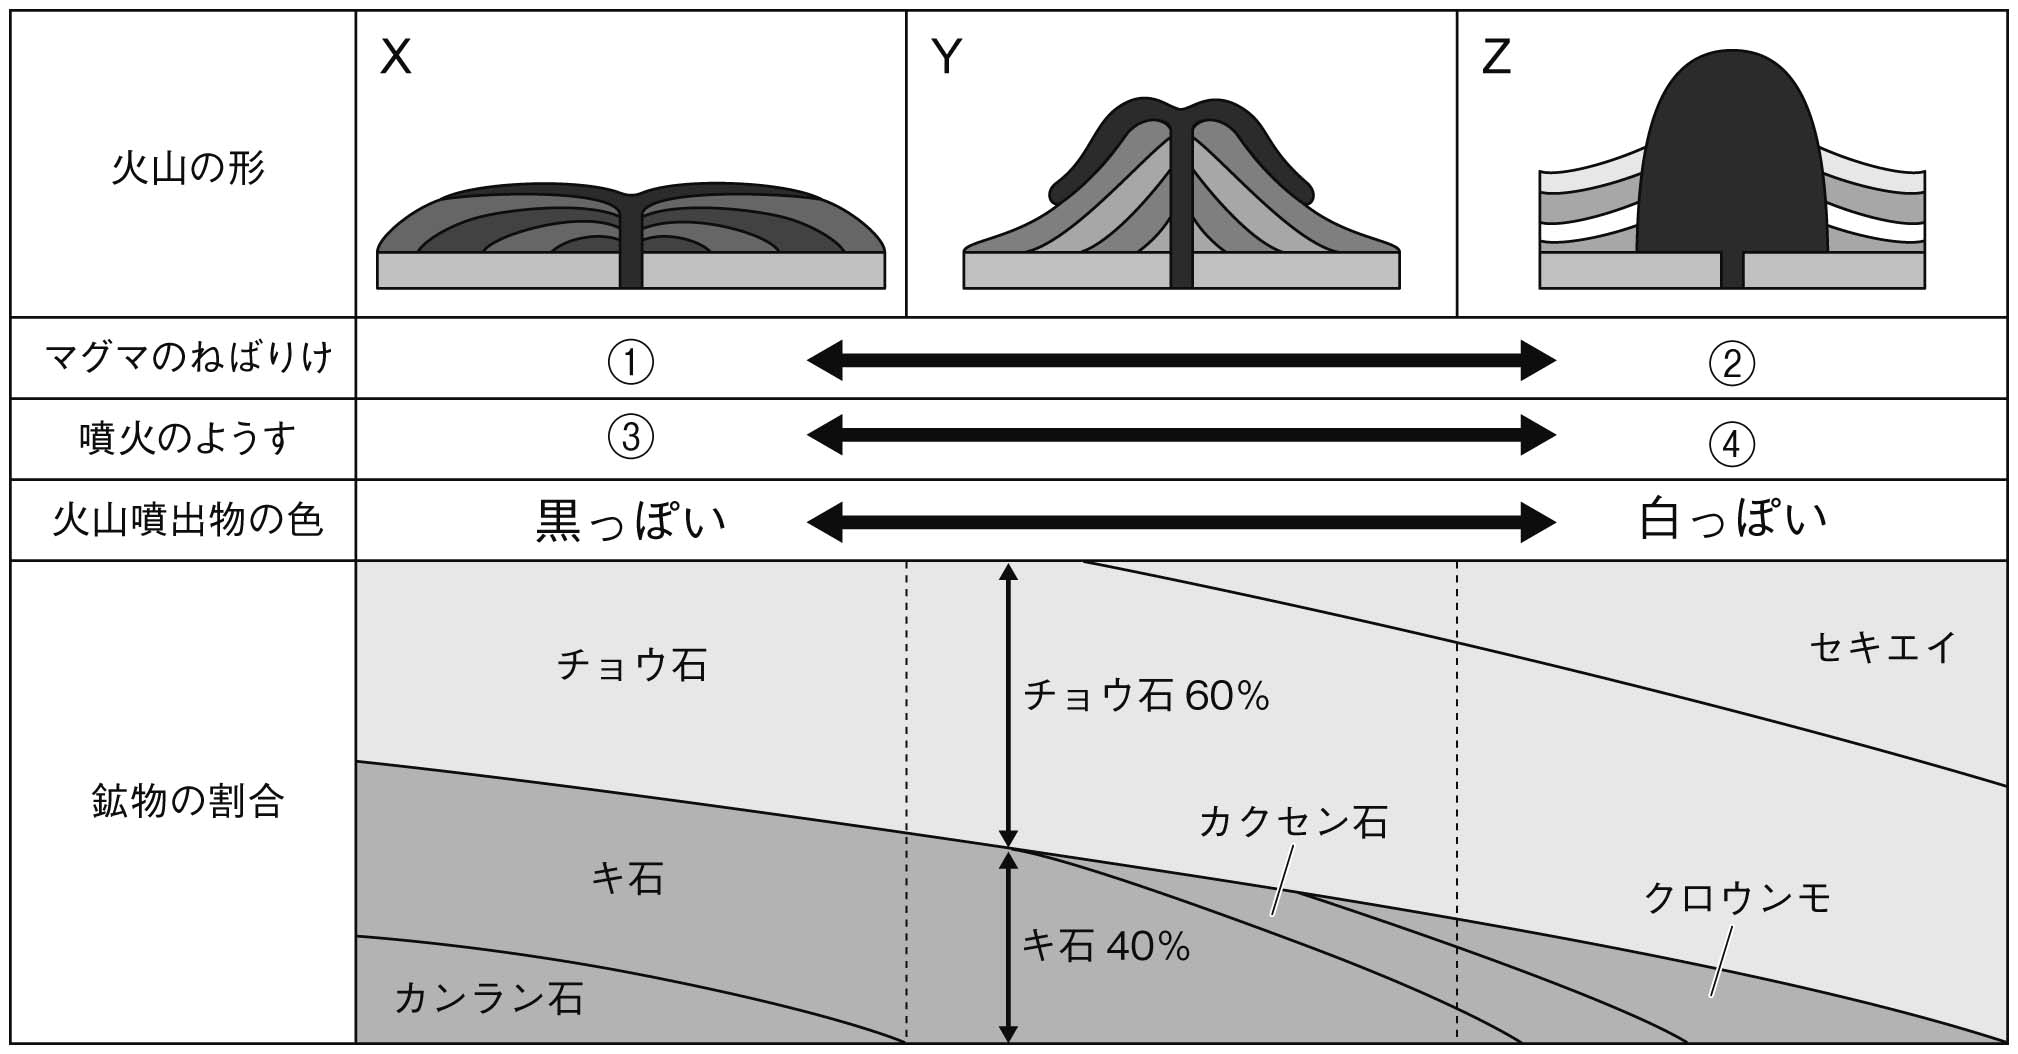 火山の形
X
Y
Z
マグマのねばりけ
①
②
噴火のようす
③
④
火山噴出物の色
黒っぽい
白っぽい
鉱物の割合
チョウ石
セキエイ
チョウ石 60%
カクセン石
キ石
クロウンモ
キ石 40%
カンラン石